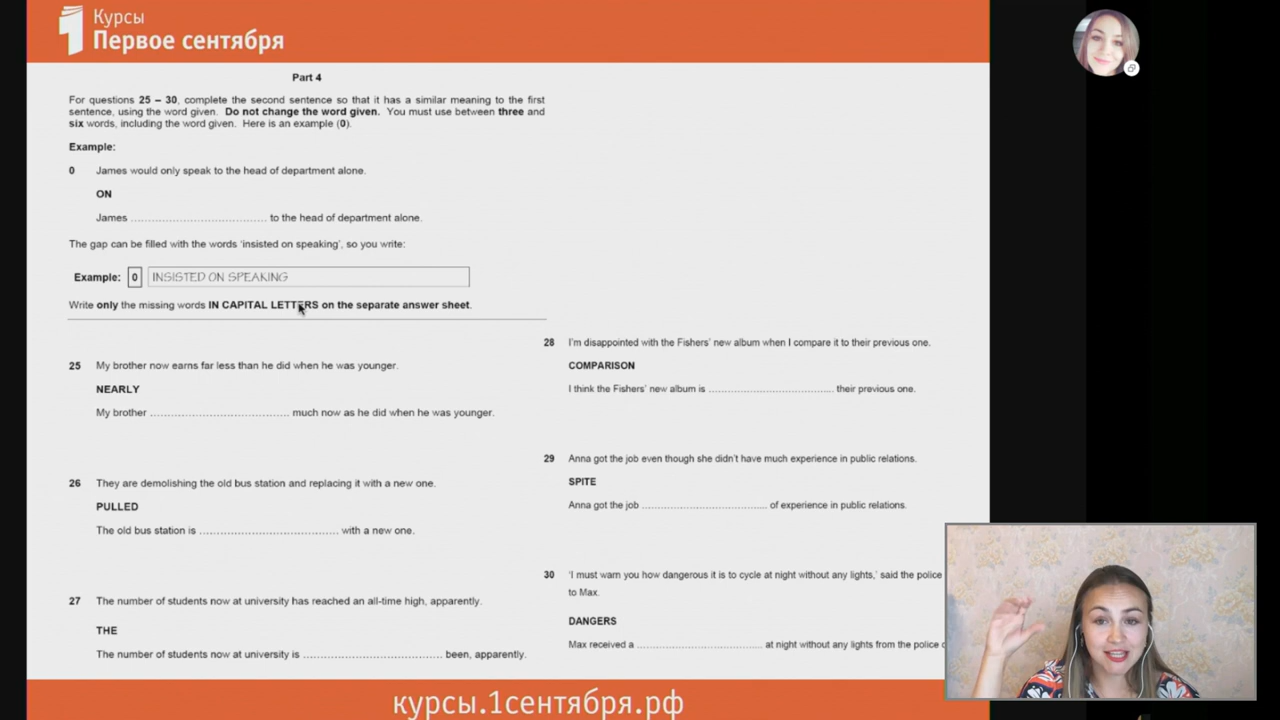 Курсы
Первое сентября
Part 4
For questions 25 – 30, complete the second sentence so that it has a similar meaning to the first
sentence, using the word given. Do not change the word given. You must use between three and
six words, including the word given. Here is an example (0).
Example:
0 James would only speak to the head of department alone.
ON
James ........................................ to the head of department alone.
The gap can be filled with the words ‘insisted on speaking’, so you write:
Example: 0 INSISTED ON SPEAKING
Write only the missing words IN CAPITAL LETTERS on the separate answer sheet.
25 My brother now earns far less than he did when he was younger.
NEARLY
My brother ........................................ much now as he did when he was younger.
26 They are demolishing the old bus station and replacing it with a new one.
PULLED
The old bus station is ........................................ with a new one.
27 The number of students now at university has reached an all-time high, apparently.
THE
The number of students now at university is ........................................ been, apparently.
28 I’m disappointed with the Fishers’ new album when I compare it to their previous one.
COMPARISON
I think the Fishers’ new album is ........................................ their previous one.
29 Anna got the job even though she didn’t have much experience in public relations.
SPITE
Anna got the job ........................................ of experience in public relations.
30 ‘I must warn you how dangerous it is to cycle at night without any lights,’ said the police
to Max.
DANGERS
Max received a ........................................ at night without any lights from the police
курсы.1сентября.рф